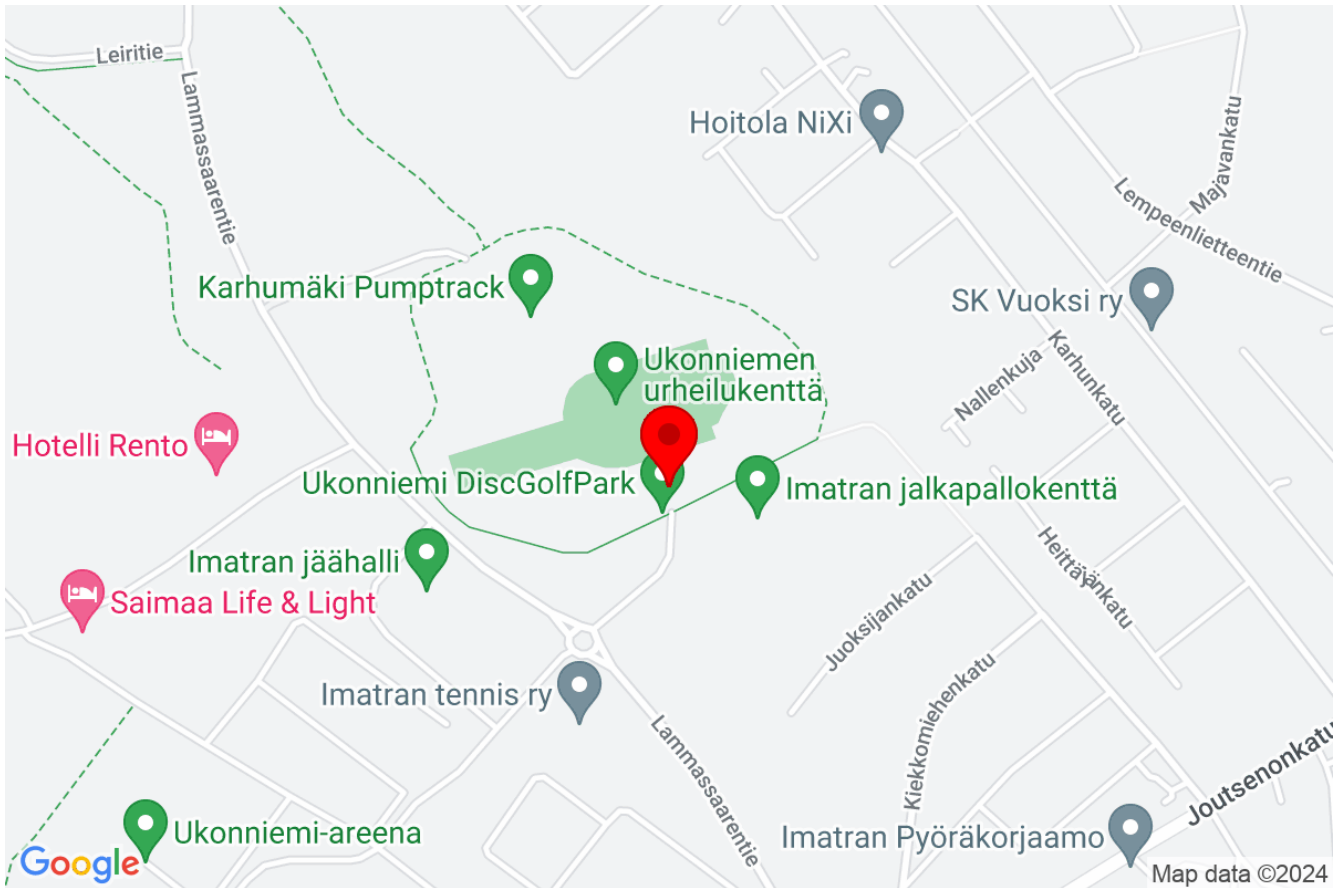 Leiritie
Lammassaarentie
Hoitola NiXi
Majavankatu
Lempeenlietteentie
Karhumäki Pumptrack
SK Vuoksi ry
Ukonniemen
urheilukenttä
Nallenkuja
Karhunkatu
Hotelli Rento
Ukonniemi DiscGolfPark
Imatran jalkapallokenttä
Imatran jäähalli
Heittäjänkatu
Saimaa Life & Light
Juoksijankatu
Imatran tennis ry
Kiekkomiehenkatu
Lammassaarentie
Joutsenonkatu
Ukonniemi-areena
Imatran Pyöräkorjaamo
Google
Map data ©2024